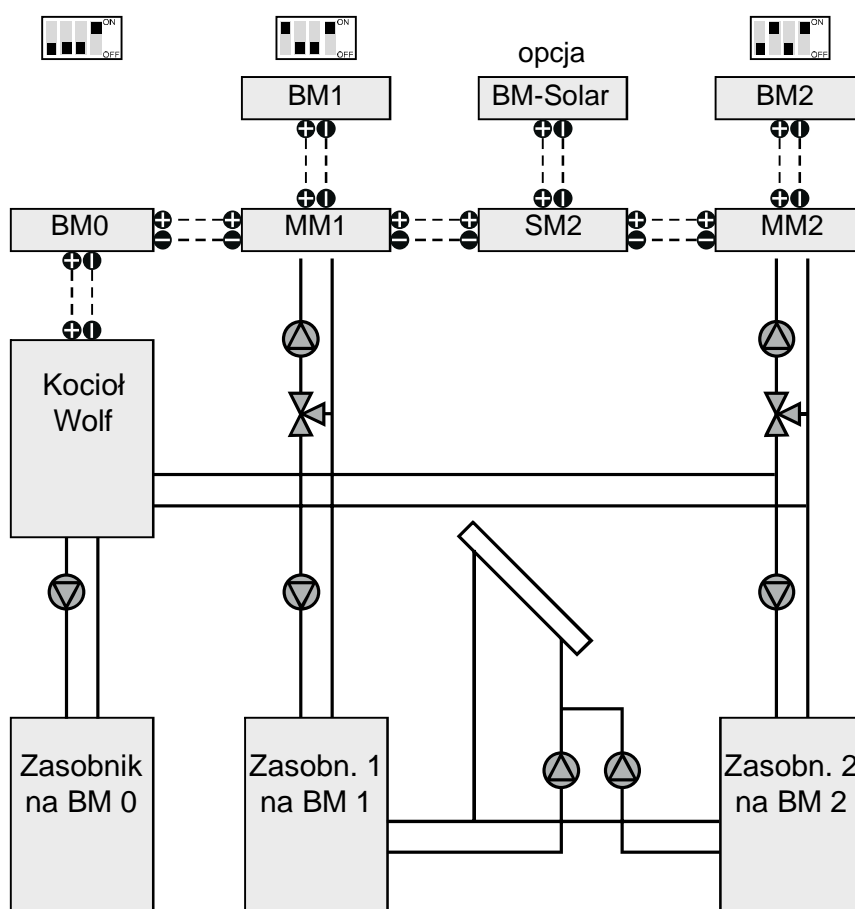 ON
OFF
ON
OFF
ON
OFF
opcja
BM1
BM-Solar
BM2
BM0
MM1
SM2
MM2
Kocioł
Wolf
Zasobnik
na BM 0
Zasobn. 1
na BM 1
Zasobn. 2
na BM 2